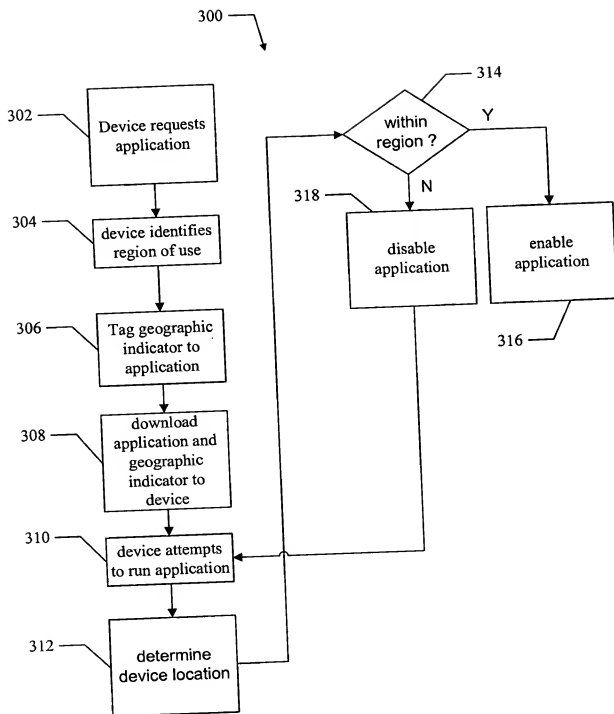 300
302
Device requests
application
304
device identifies
region of use
306
Tag geographic
indicator to
application
308
download
application and
geographic
indicator to
device
310
device attempts
to run application
312
determine
device location
314
within
region ?
Y
N
318
disable
application
enable
application
316